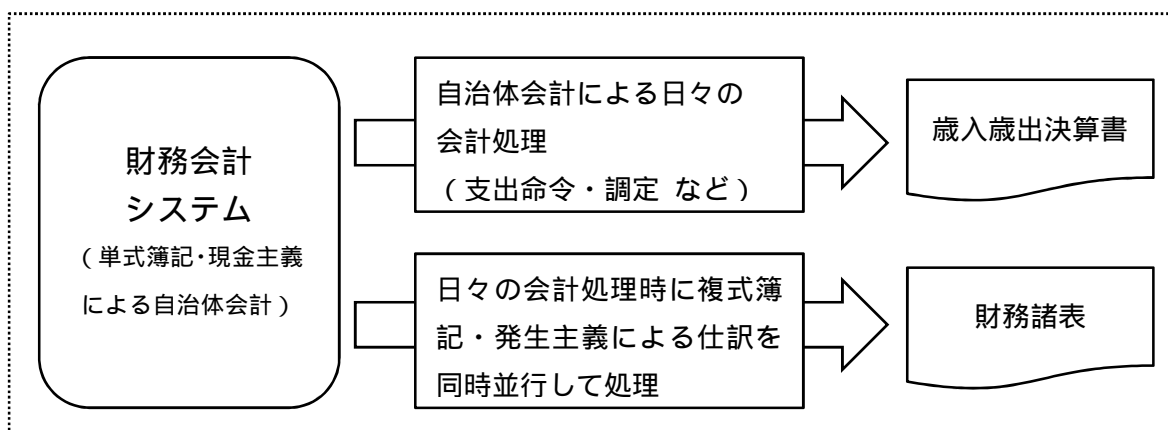 財務会計
システム
(単式簿記・現金主義
による自治体会計)
自治体会計による日々の
会計処理
(支出命令・調定 など)
歳入歳出決算書
日々の会計処理時に複式簿
記・発生主義による仕訳を
同時並行して処理
財務諸表